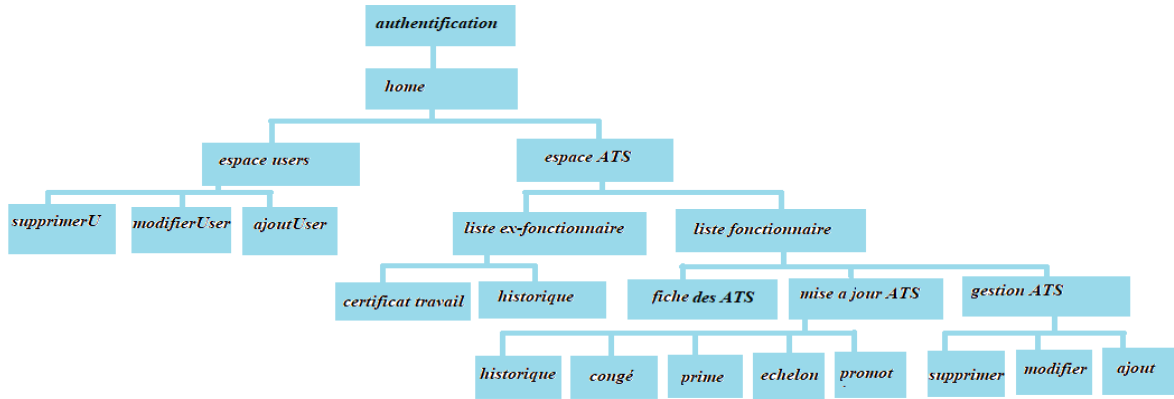 authentification
home
espace users
espace ATS
supprimerU
modifierUser
ajoutUser
liste ex-fonctionnaire
liste fonctionnaire
certificat travail
historique
fiche des ATS
mise a jour ATS
gestion ATS
historique
congé
prime
echelon
promot
supprimer
modifier
ajout